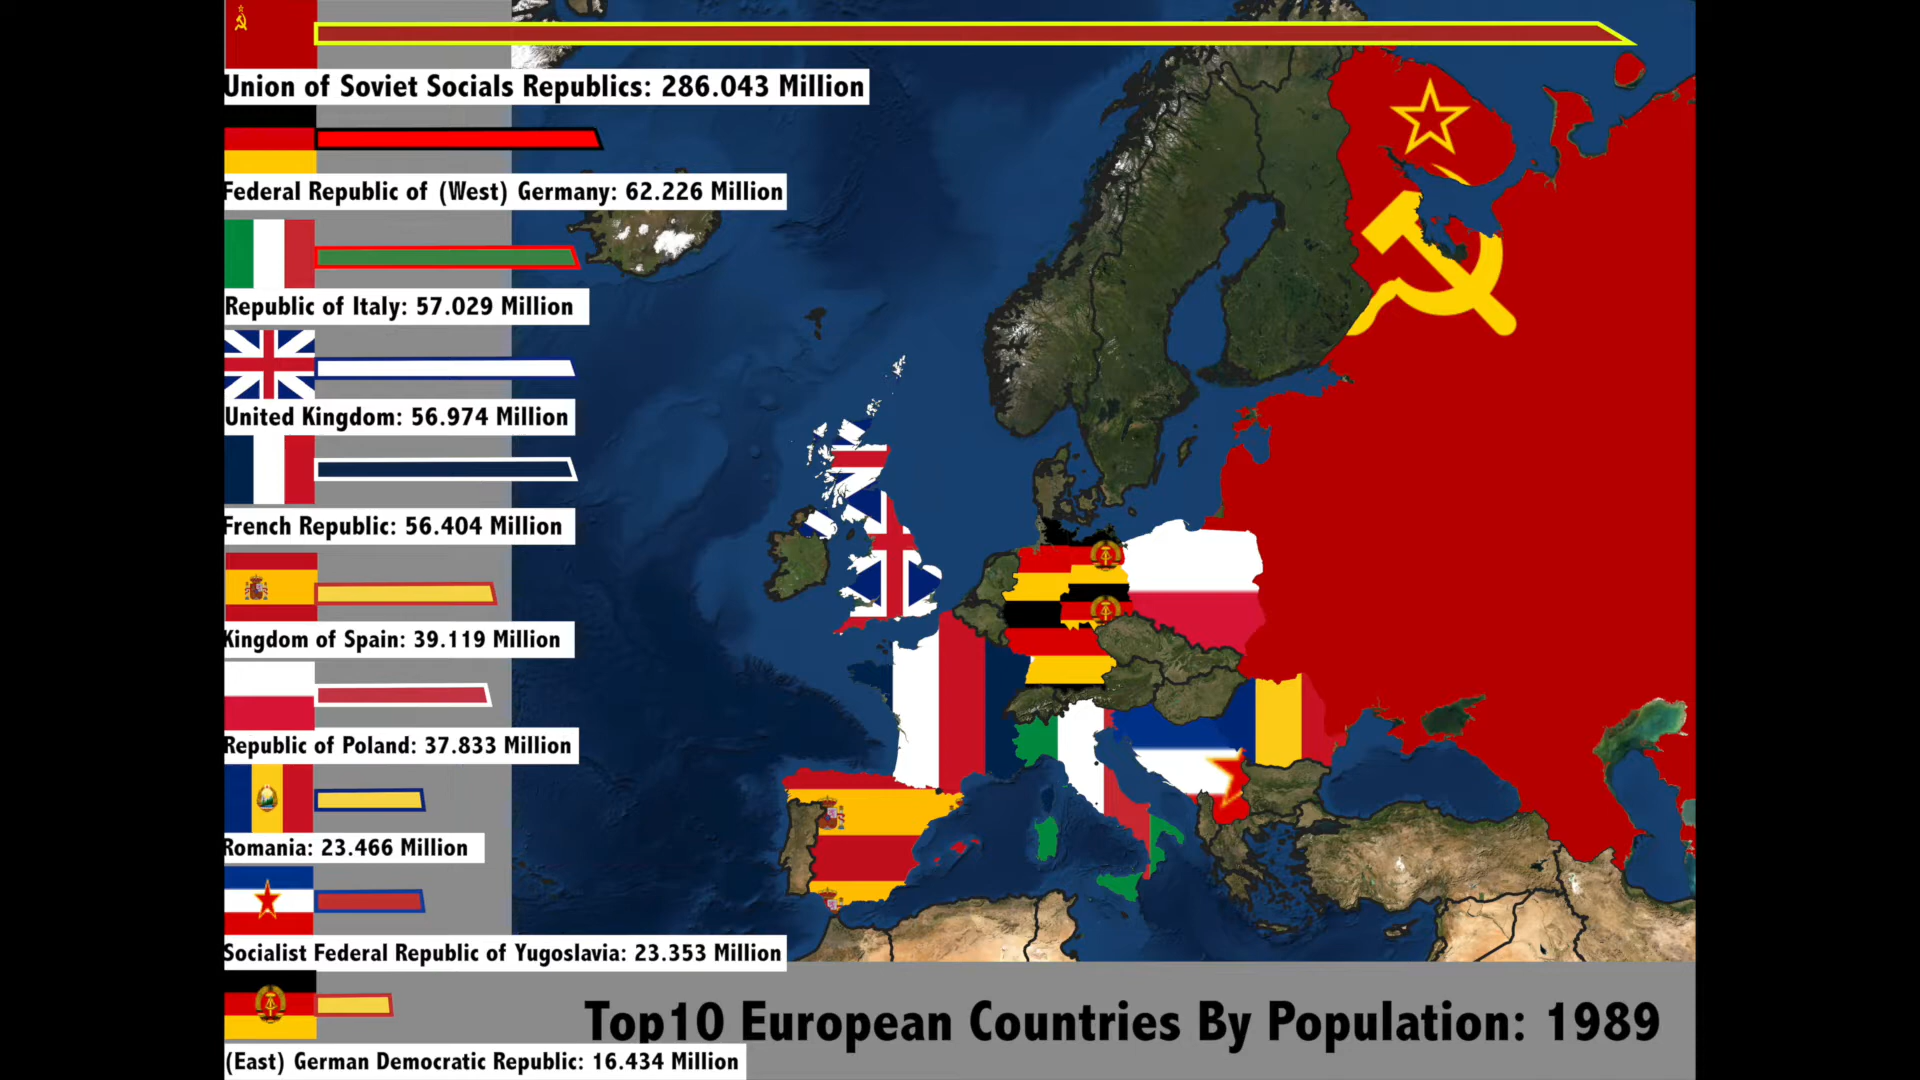 Union of Soviet Socials Republics: 286.043 Million
Federal Republic of (West) Germany: 62.226 Million
Republic of Italy: 57.029 Million
United Kingdom: 56.974 Million
French Republic: 56.404 Million
Kingdom of Spain: 39.119 Million
Republic of Poland: 37.833 Million
Romania: 23.466 Million
Socialist Federal Republic of Yugoslavia: 23.353 Million
(East) German Democratic Republic: 16.434 Million
Top10 European Countries By Population: 1989